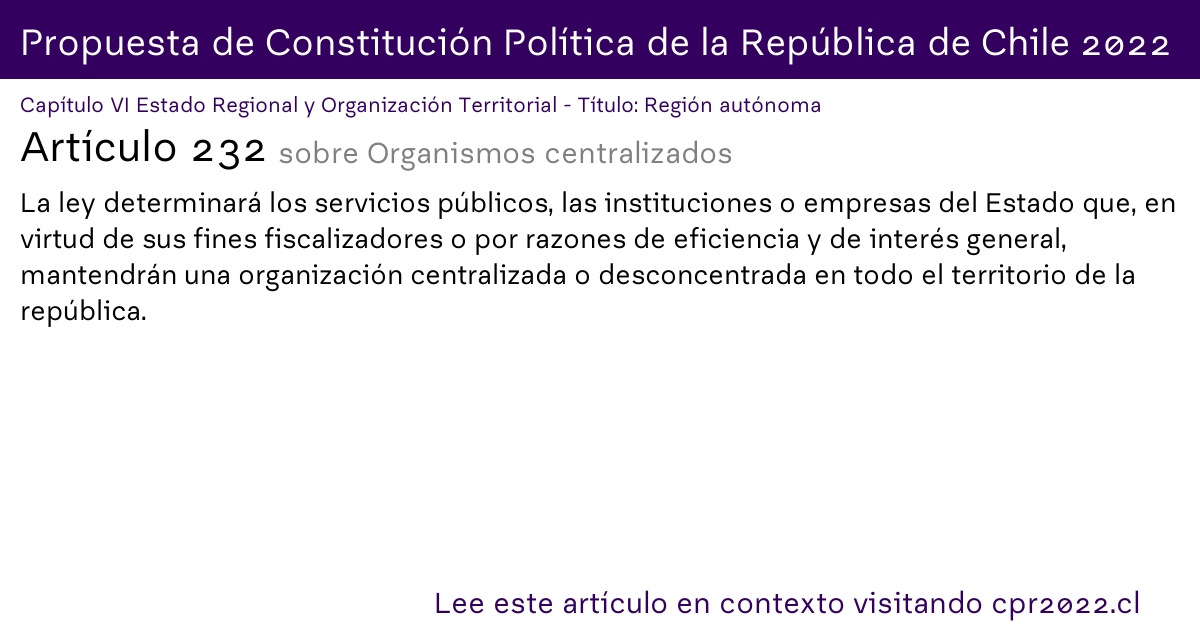 Propuesta de Constitución Política de la República de Chile 2022
Capítulo VI Estado Regional y Organización Territorial - Título: Región autónoma
Artículo 232 sobre Organismos centralizados
La ley determinará los servicios públicos, las instituciones o empresas del Estado que, en
virtud de sus fines fiscalizadores o por razones de eficiencia y de interés general,
mantendrán una organización centralizada o desconcentrada en todo el territorio de la
república.
Lee este artículo en contexto visitando cpr2022.cl